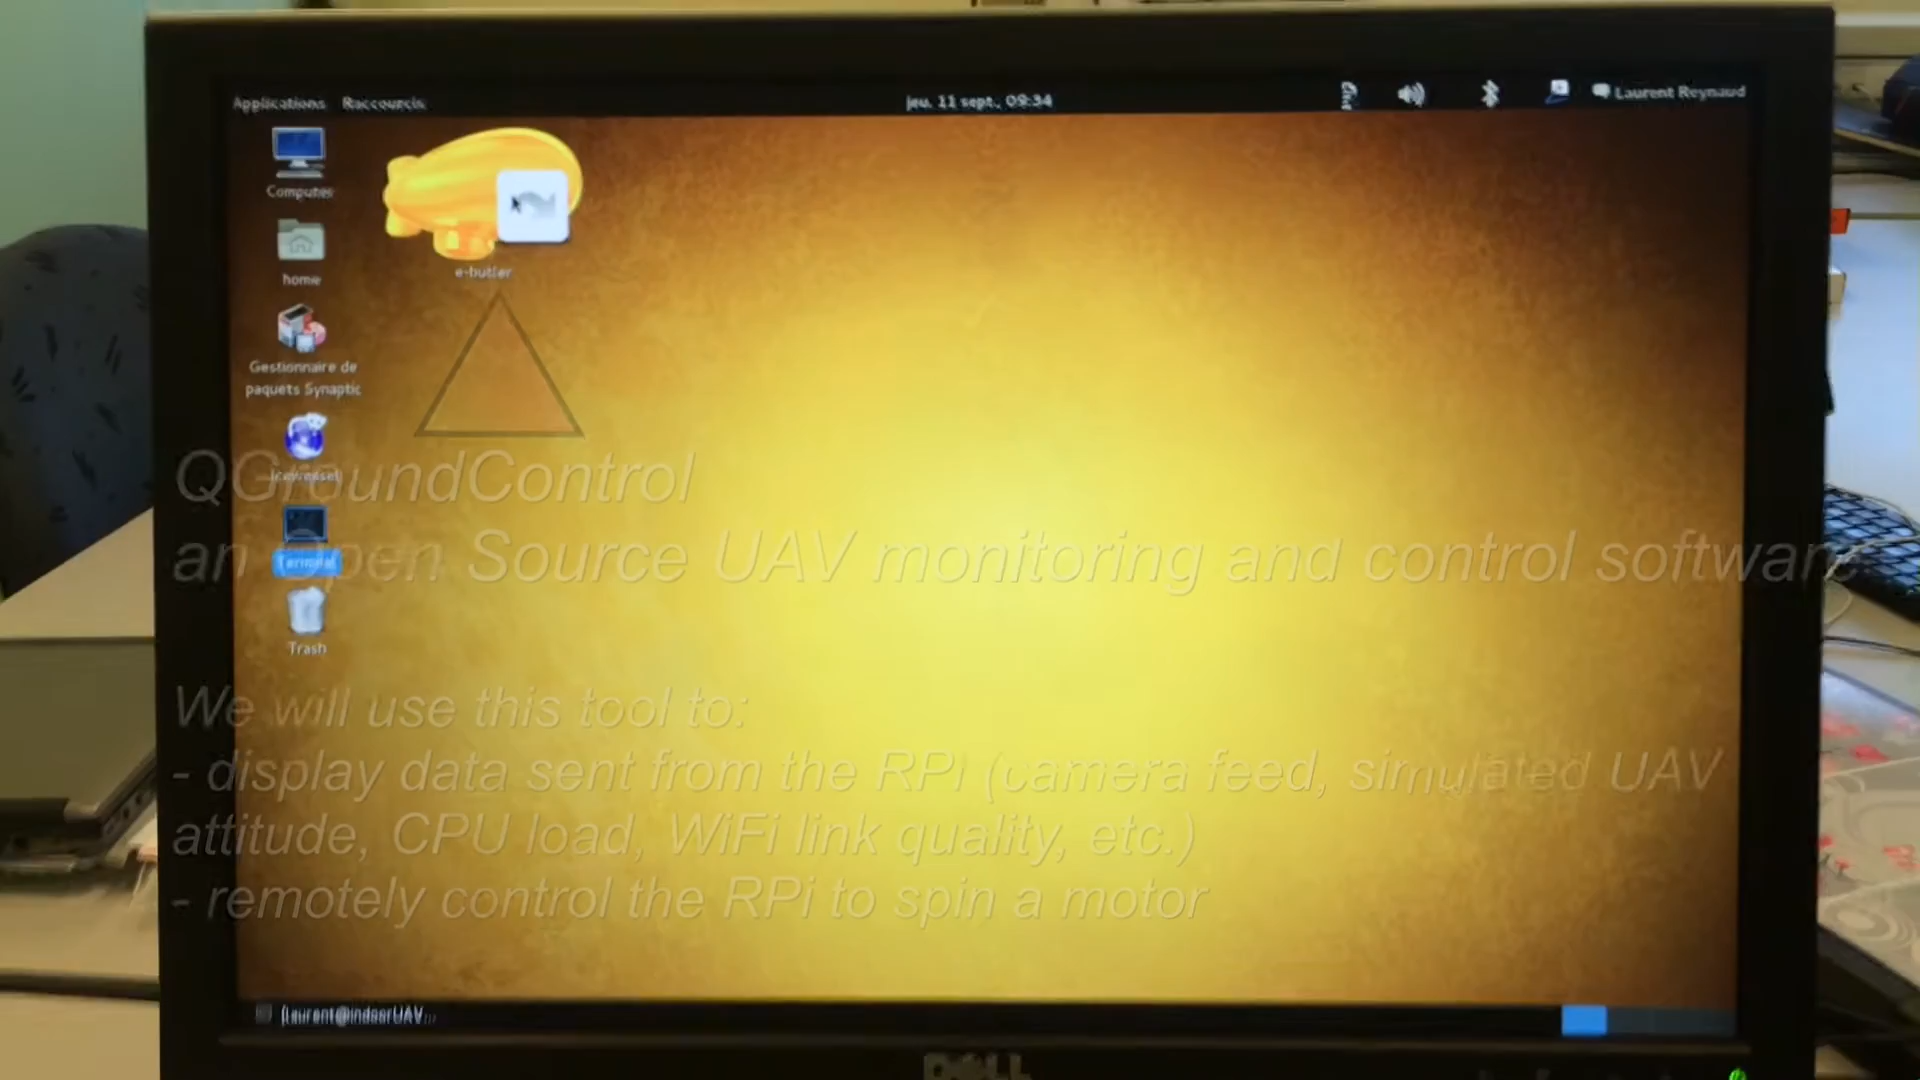 Applications Raccourcis jeu. 11 sept., 09:34 Laurent Reynaud
Computer
e-butler
home
Gestionnaire de
paquets Synaptic
Iceweasel
QGroundControl
an Open Source UAV monitoring and control software
Terminal
Trash
We will use this tool to:
- display data sent from the RPi (camera feed, simulated UAV
attitude, CPU load, WiFi link quality, etc.)
- remotely control the RPi to spin a motor
[laurent@indoorUAV...
DELL